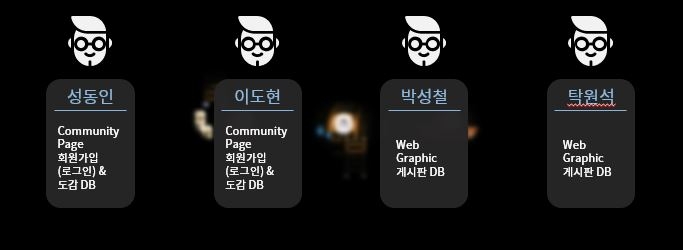 성동인
Community
Page
회원가입
(로그인) &
도감 DB
이도현
Community
Page
회원가입
(로그인) &
도감 DB
박성철
Web
Graphic
게시판 DB
탁원석
Web
Graphic
게시판 DB